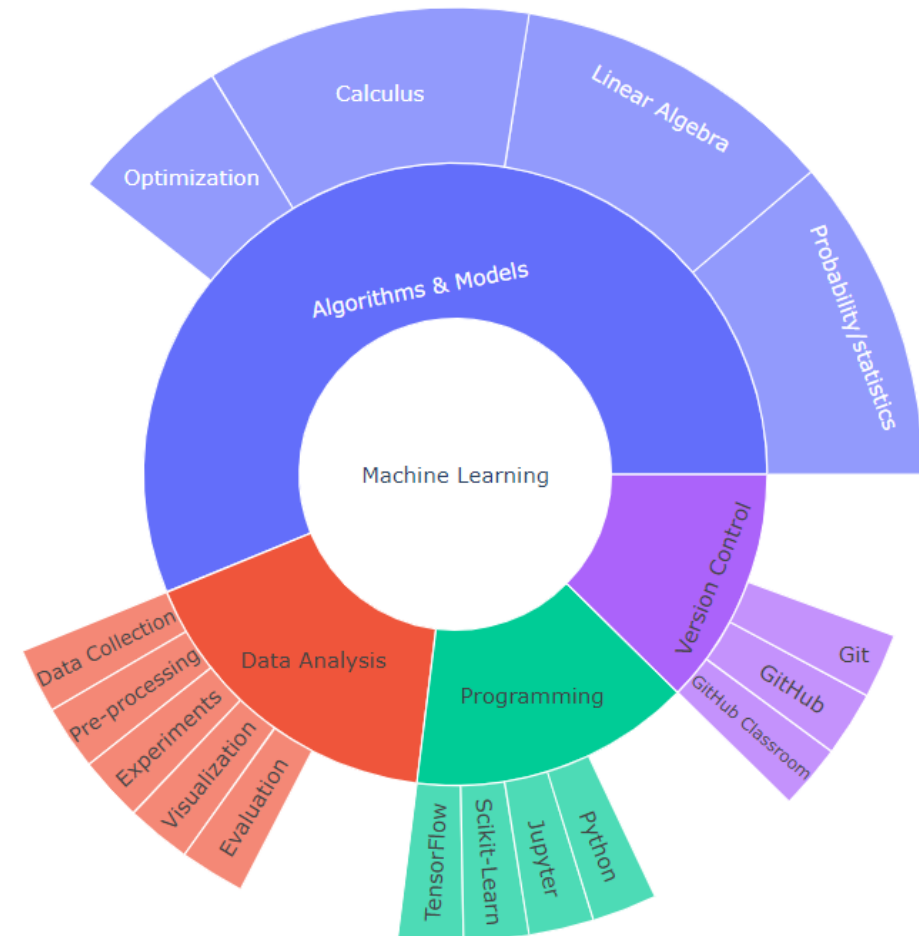 Machine Learning
Algorithms & Models
Optimization
Calculus
Linear Algebra
Probability/statistics
Data Analysis
Data Collection
Pre-processing
Experiments
Visualization
Evaluation
Programming
TensorFlow
Scikit-Learn
Jupyter
Python
Version Control
Git
GitHub
GitHub Classroom